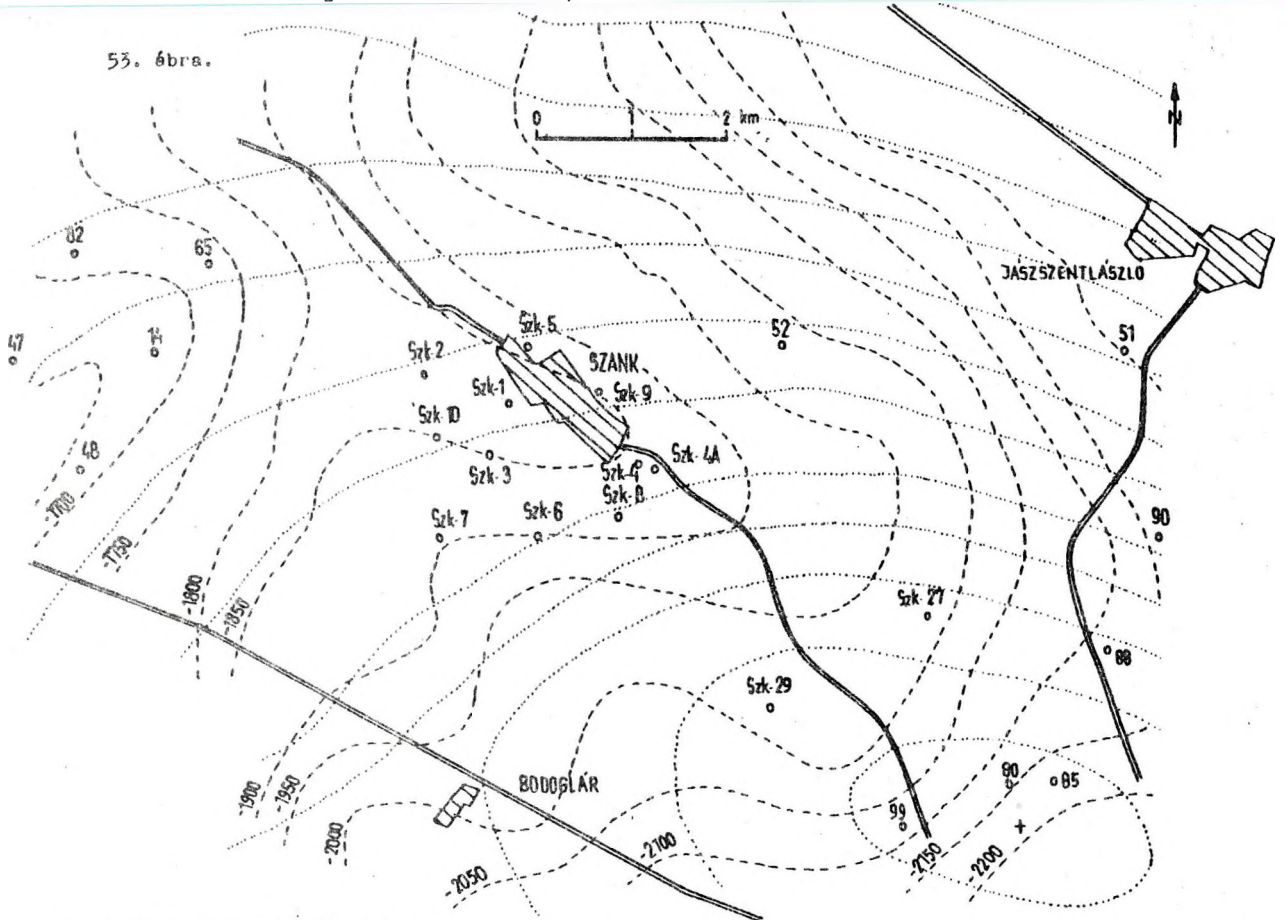 53. ábra.
0 1 2 km
N
82
65
JÁSZSZENTLÁSZLÓ
47
14
Szk-5
52
51
Szk-2
SZANK
Szk-1
Szk-9
Szk-10
48
Szk-3
Szk-4
Szk-4A
Szk-8
-1700
Szk-7
Szk-6
90
-1750
-1800
-1850
Szk-27
88
Szk-29
BODOGLÁR
80
85
-1900
-1950
99
-2000
-2050
-2100
-2150
-2200